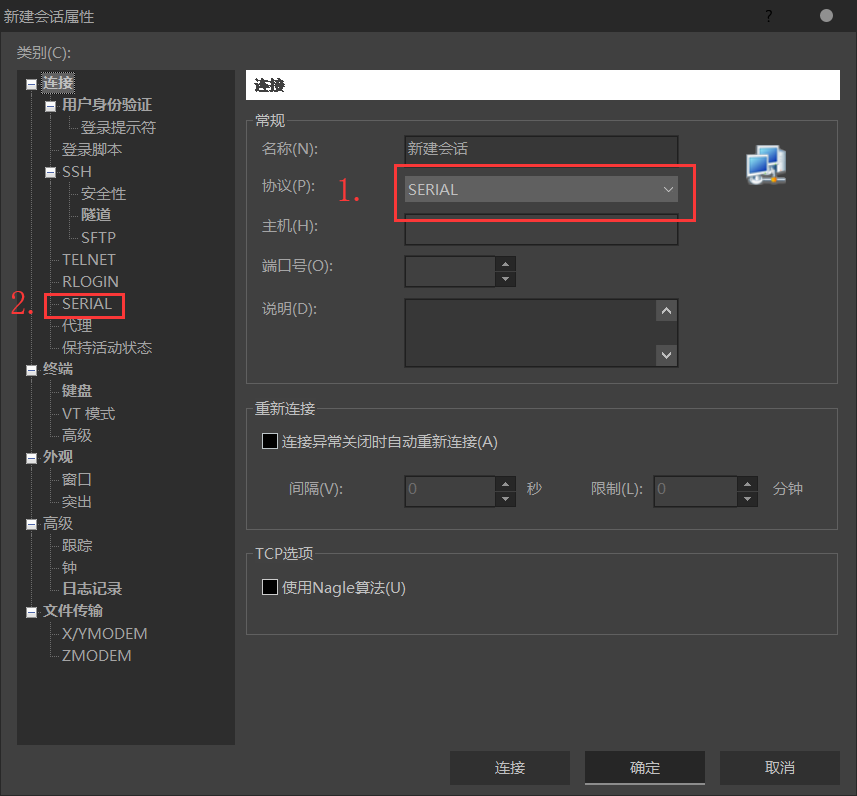 新建会话属性
?
类别(C):
连接
用户身份验证
登录提示符
登录脚本
SSH
安全性
隧道
SFTP
TELNET
RLOGIN
2.
SERIAL
代理
保持活动状态
终端
键盘
VT 模式
高级
外观
窗口
突出
高级
跟踪
钟
日志记录
文件传输
X/YMODEM
ZMODEM
连接
常规
名称(N): 新建会话
协议(P): 1. SERIAL
主机(H):
端口号(O):
说明(D):
重新连接
连接异常关闭时自动重新连接(A)
间隔(V): 0 秒 限制(L): 0 分钟
TCP选项
使用Nagle算法(U)
连接 确定 取消